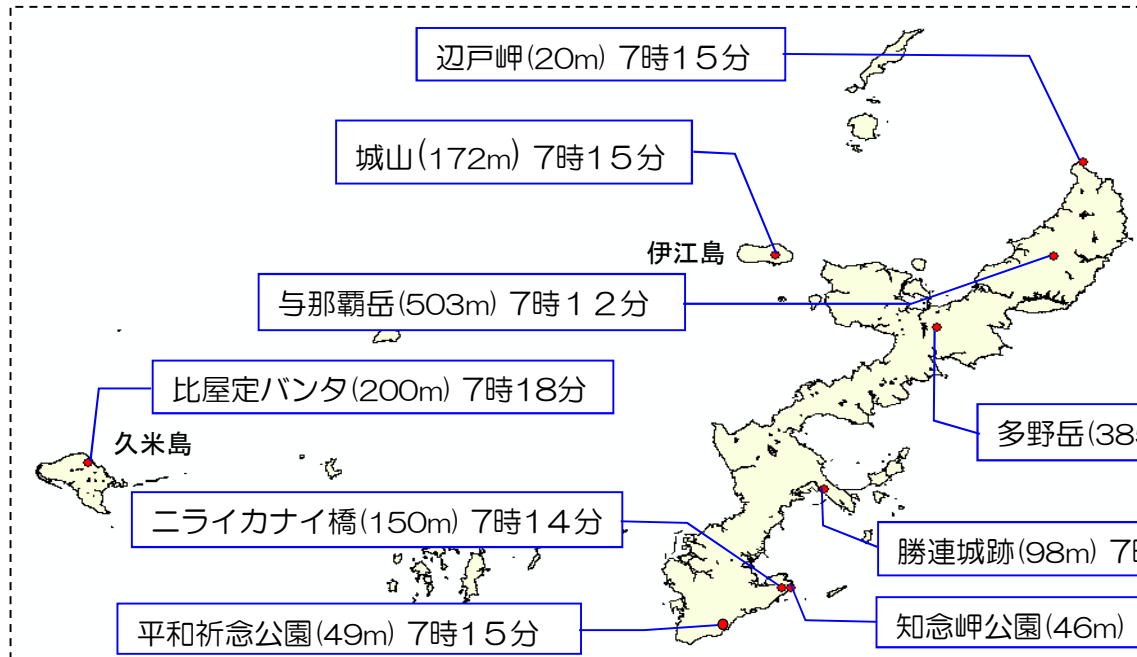 辺戸岬(20m) 7時15分
城山(172m) 7時15分
伊江島
与那覇岳(503m) 7時12分
比屋定バンタ(200m) 7時18分
久米島
多野岳(38
ニライカナイ橋(150m) 7時14分
勝連城跡(98m) 7
平和祈念公園(49m) 7時15分
知念岬公園(46m)